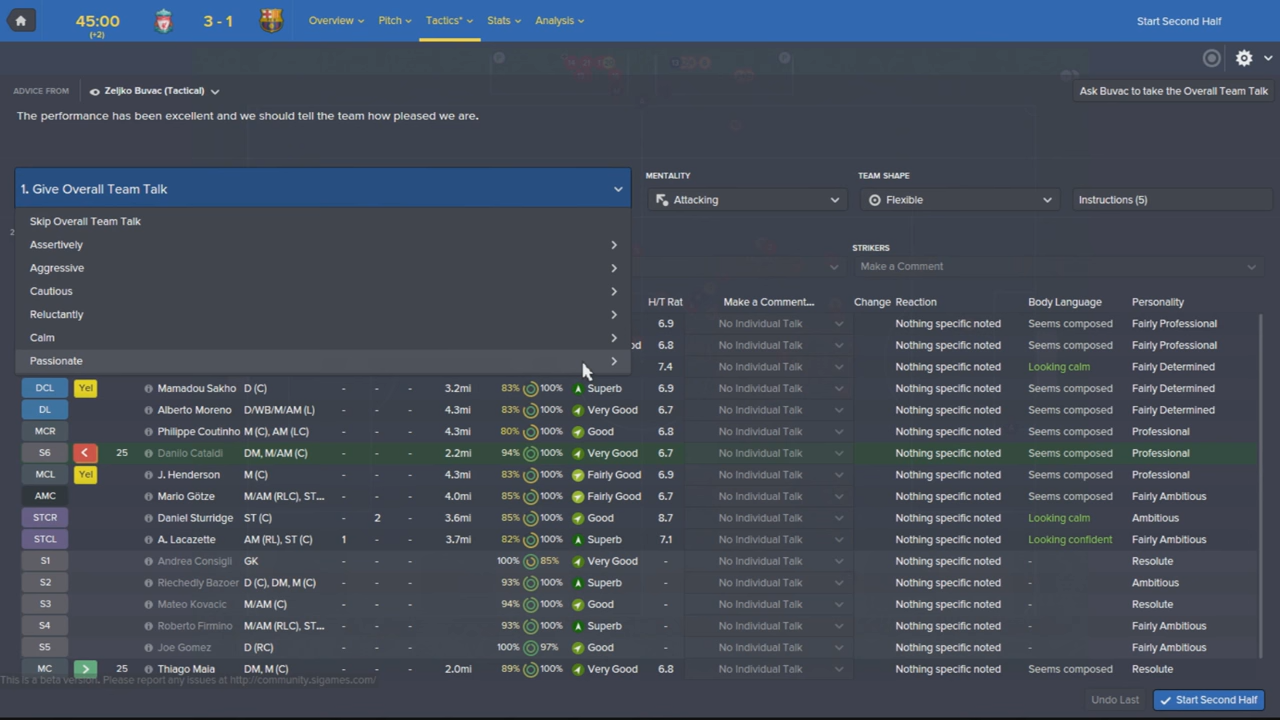 45:00
(+2)
3 - 1
Overview
Pitch
Tactics*
Stats
Analysis
Start Second Half
ADVICE FROM
Zeljko Buvac (Tactical)
Ask Buvac to take the Overall Team Talk
The performance has been excellent and we should tell the team how pleased we are.
1. Give Overall Team Talk
MENTALITY
TEAM SHAPE
Attacking
Flexible
Instructions (5)
Skip Overall Team Talk
Assertively
Aggressive
Cautious
Reluctantly
Calm
Passionate
STRIKERS
Make a Comment
H/T Rat Make a Comment... Change Reaction Body Language Personality
6.9 No Individual Talk Nothing specific noted Seems composed Fairly Professional
6.8 No Individual Talk Nothing specific noted Seems composed Fairly Professional
7.4 No Individual Talk Nothing specific noted Looking calm Fairly Determined
DCL Yel Mamadou Sakho D (C) - - - 3.2mi 83% 100% Superb 6.9 No Individual Talk Nothing specific noted Seems composed Fairly Determined
DL Alberto Moreno D/WB/M/AM (L) - - - 4.3mi 83% 100% Very Good 6.7 No Individual Talk Nothing specific noted Seems composed Fairly Determined
MCR Philippe Coutinho M (C), AM (LC) - - - 4.3mi 80% 100% Good 6.8 No Individual Talk Nothing specific noted Seems composed Professional
S6 25 Danilo Cataldi DM, M/AM (C) - - - 2.2mi 94% 100% Very Good 6.7 No Individual Talk Nothing specific noted Seems composed Professional
MCL Yel J. Henderson M (C) - - - 4.3mi 83% 100% Fairly Good 6.9 No Individual Talk Nothing specific noted Seems composed Professional
AMC Mario Götze M/AM (RLC), ST... - - - 4.0mi 85% 100% Fairly Good 6.7 No Individual Talk Nothing specific noted Seems composed Fairly Ambitious
STCR Daniel Sturridge ST (C) - 2 - 3.6mi 85% 100% Good 8.7 No Individual Talk Nothing specific noted Looking calm Ambitious
STCL A. Lacazette AM (RL), ST (C) 1 - - 3.7mi 82% 100% Superb 7.1 No Individual Talk Nothing specific noted Looking confident Fairly Ambitious
S1 Andrea Consigli GK 100% 85% Very Good - No Individual Talk Nothing specific noted - Resolute
S2 Riechedly Bazoer D (C), DM, M (C) 93% 100% Superb - No Individual Talk Nothing specific noted - Ambitious
S3 Mateo Kovacic M/AM (C) 94% 100% Good - No Individual Talk Nothing specific noted - Resolute
S4 Roberto Firmino M/AM (RLC), ST... 93% 100% Superb - No Individual Talk Nothing specific noted - Fairly Ambitious
S5 Joe Gomez D (RC) 100% 97% Good - No Individual Talk Nothing specific noted - Fairly Ambitious
MC 25 Thiago Maia DM, M (C) - - - 2.0mi 89% 100% Very Good 6.8 No Individual Talk Nothing specific noted Seems composed Resolute
This is a beta version. Please report any issues at http://community.sigames.com/
Undo Last
Start Second Half